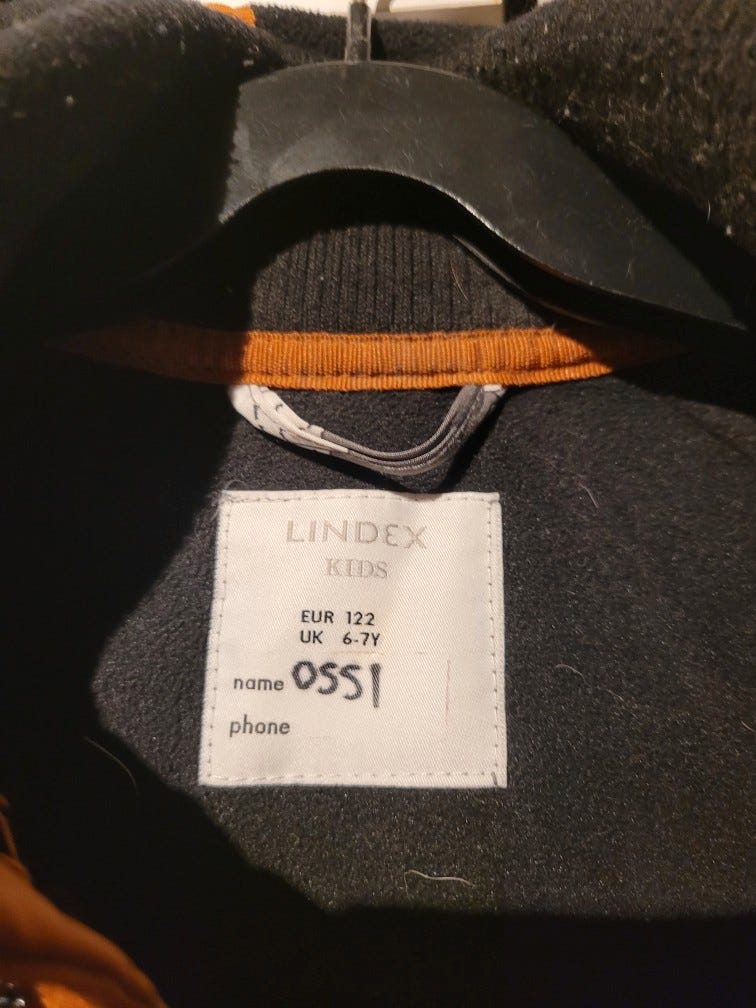 LINDEX
KIDS
EUR 122
UK 6-7Y
name OSSI
phone